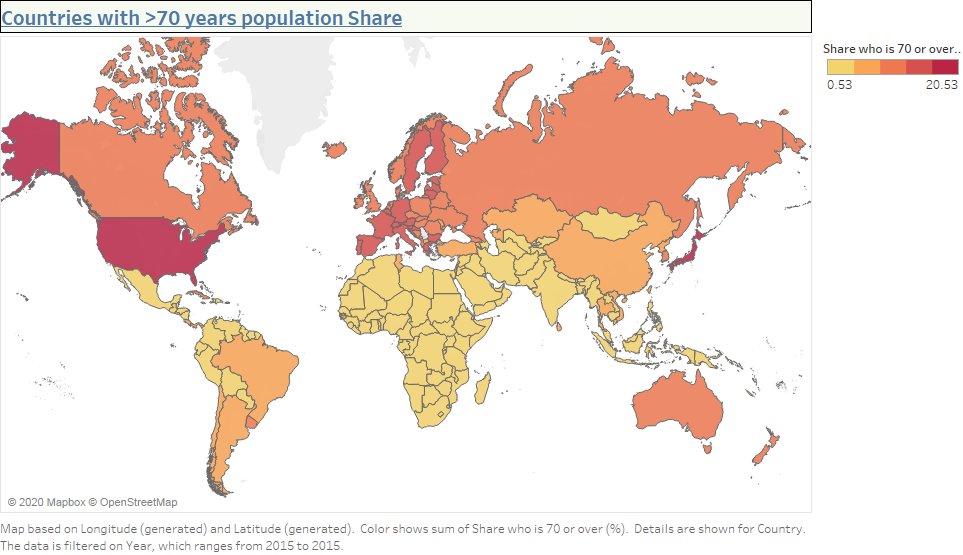 Countries with >70 years population Share
Share who is 70 or over..
0.53 20.53
© 2020 Mapbox © OpenStreetMap
Map based on Longitude (generated) and Latitude (generated). Color shows sum of Share who is 70 or over (%). Details are shown for Country.
The data is filtered on Year, which ranges from 2015 to 2015.